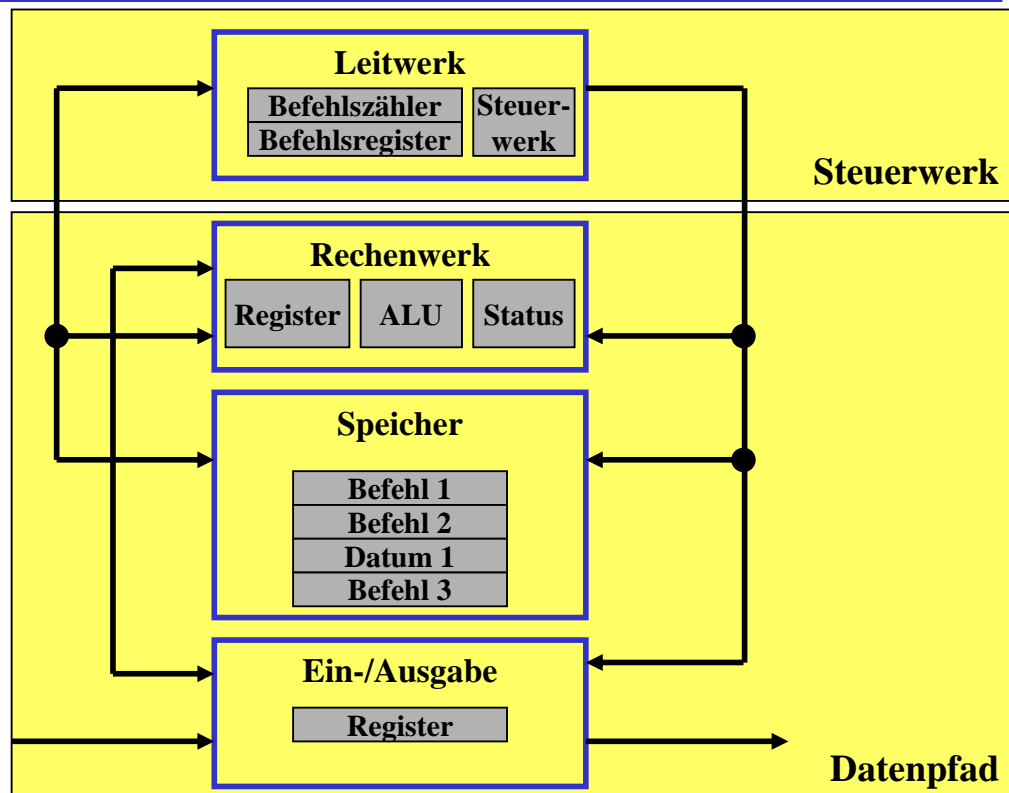 Leitwerk
Befehlszähler
Befehlsregister
Steuer-
werk
Steuerwerk
Rechenwerk
Register
ALU
Status
Speicher
Befehl 1
Befehl 2
Datum 1
Befehl 3
Ein-/Ausgabe
Register
Datenpfad